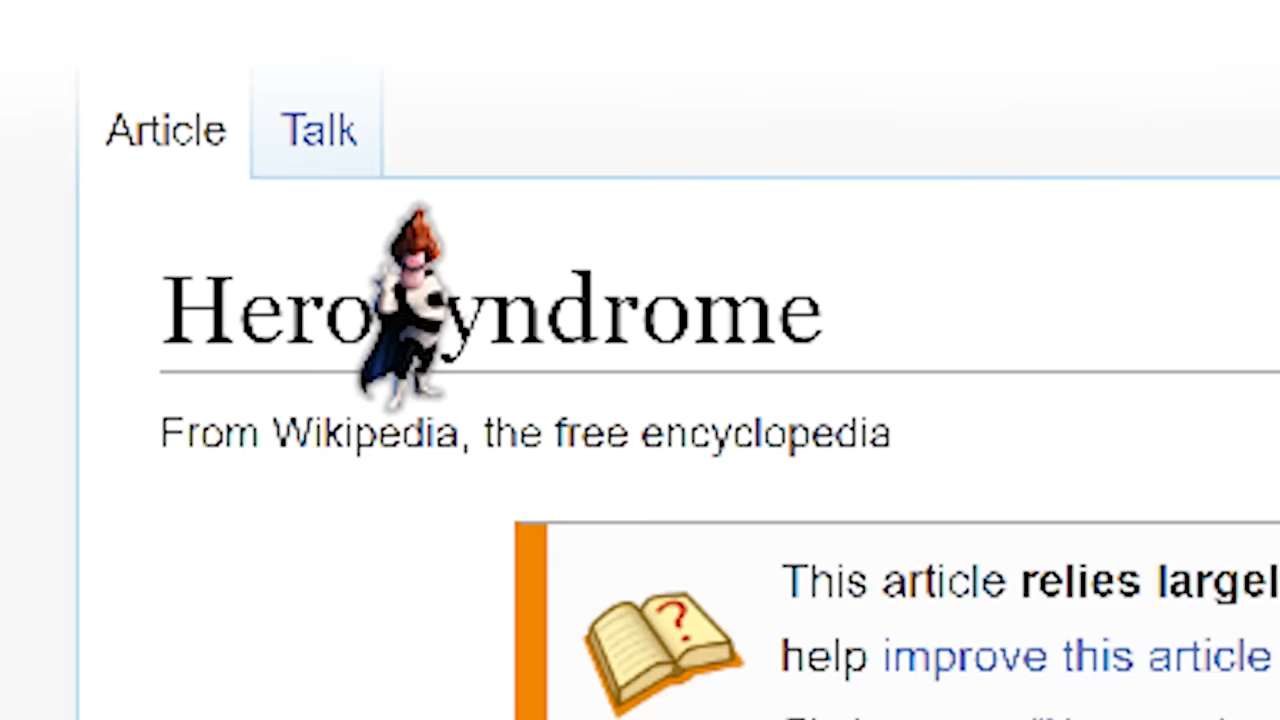 Article Talk
Hero yndrome
From Wikipedia, the free encyclopedia
This article relies largel
help improve this article